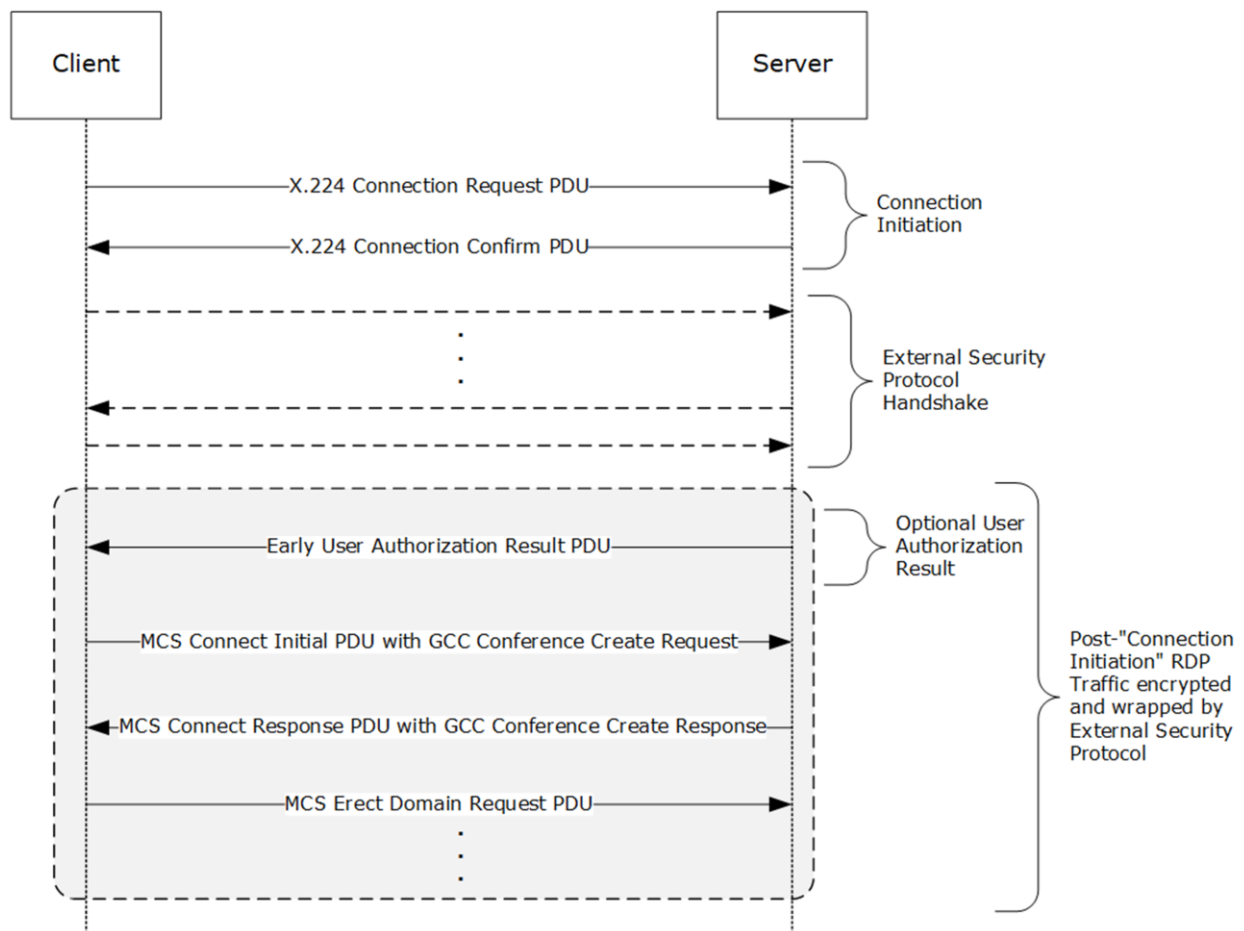 Client
Server
X.224 Connection Request PDU
X.224 Connection Confirm PDU
Connection
Initiation
External Security
Protocol
Handshake
Early User Authorization Result PDU
Optional User
Authorization
Result
MCS Connect Initial PDU with GCC Conference Create Request
MCS Connect Response PDU with GCC Conference Create Response
MCS Erect Domain Request PDU
Post-"Connection
Initiation" RDP
Traffic encrypted
and wrapped by
External Security
Protocol